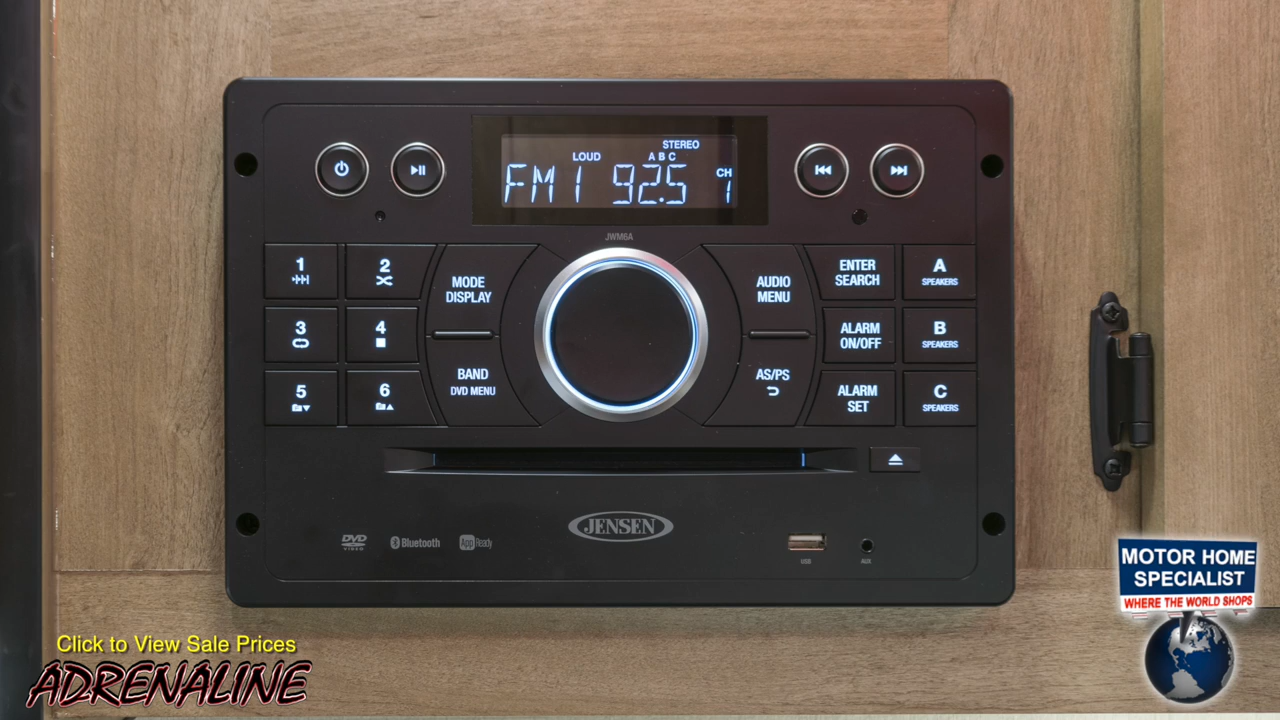 STEREO
LOUD
A B C
FM1 92.5 CH 1
JWM6A
1
2
MODE
DISPLAY
AUDIO
MENU
ENTER
SEARCH
A
SPEAKERS
3
4
ALARM
ON/OFF
B
SPEAKERS
5
6
BAND
DVD MENU
AS/PS
ALARM
SET
C
SPEAKERS
JENSEN
DVD
VIDEO
Bluetooth
App Ready
USB
AUX
MOTOR HOME
SPECIALIST
WHERE THE WORLD SHOPS
Click to View Sale Prices
ADRENALINE